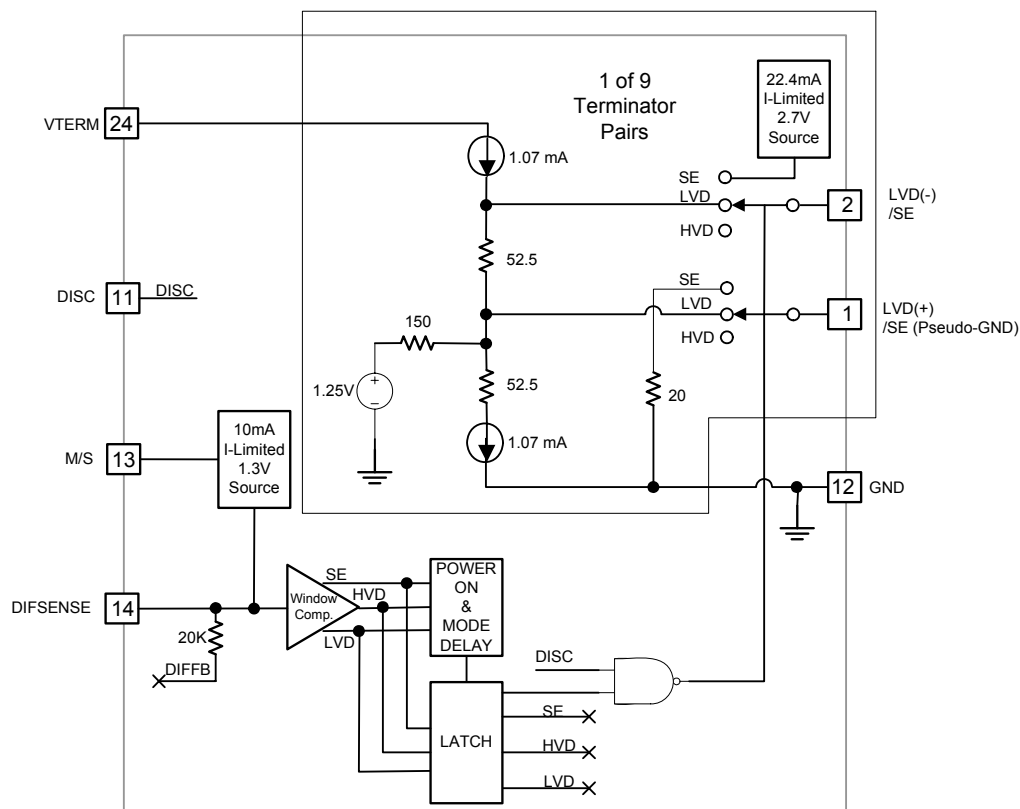 1 of 9
Terminator
Pairs
22.4mA
I-Limited
2.7V
Source
VTERM
24
1.07 mA
SE
LVD
HVD
2
LVD(-)
/SE
52.5
DISC
11
DISC
SE
LVD
HVD
1
LVD(+)
/SE (Pseudo-GND)
150
1.25V
+
−
52.5
20
10mA
I-Limited
1.3V
Source
M/S
13
1.07 mA
12
GND
DIFSENSE
14
20K
DIFFB
Window
Comp.
SE
HVD
LVD
POWER
ON
&
MODE
DELAY
DISC
LATCH
SE
HVD
LVD